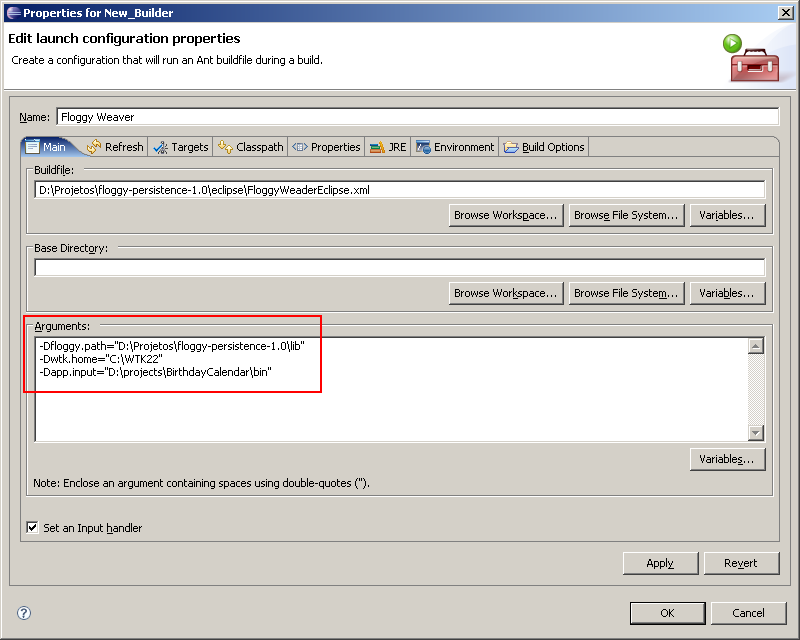 Properties for New_Builder
Edit launch configuration properties
Create a configuration that will run an Ant buildfile during a build.
Name: Floggy Weaver
Main Refresh Targets Classpath Properties JRE Environment Build Options
Buildfile:
D:\Projetos\floggy-persistence-1.0\eclipse\FloggyWeaderEclipse.xml
Browse Workspace... Browse File System... Variables...
Base Directory:
Browse Workspace... Browse File System... Variables...
Arguments:
-Dfloggy.path="D:\Projetos\floggy-persistence-1.0\lib"
-Dwtk.home="C:\WTK22"
-Dapp.input="D:\projects\BirthdayCalendar\bin"
Variables...
Note: Enclose an argument containing spaces using double-quotes (").
Set an Input handler
Apply Revert
? OK Cancel